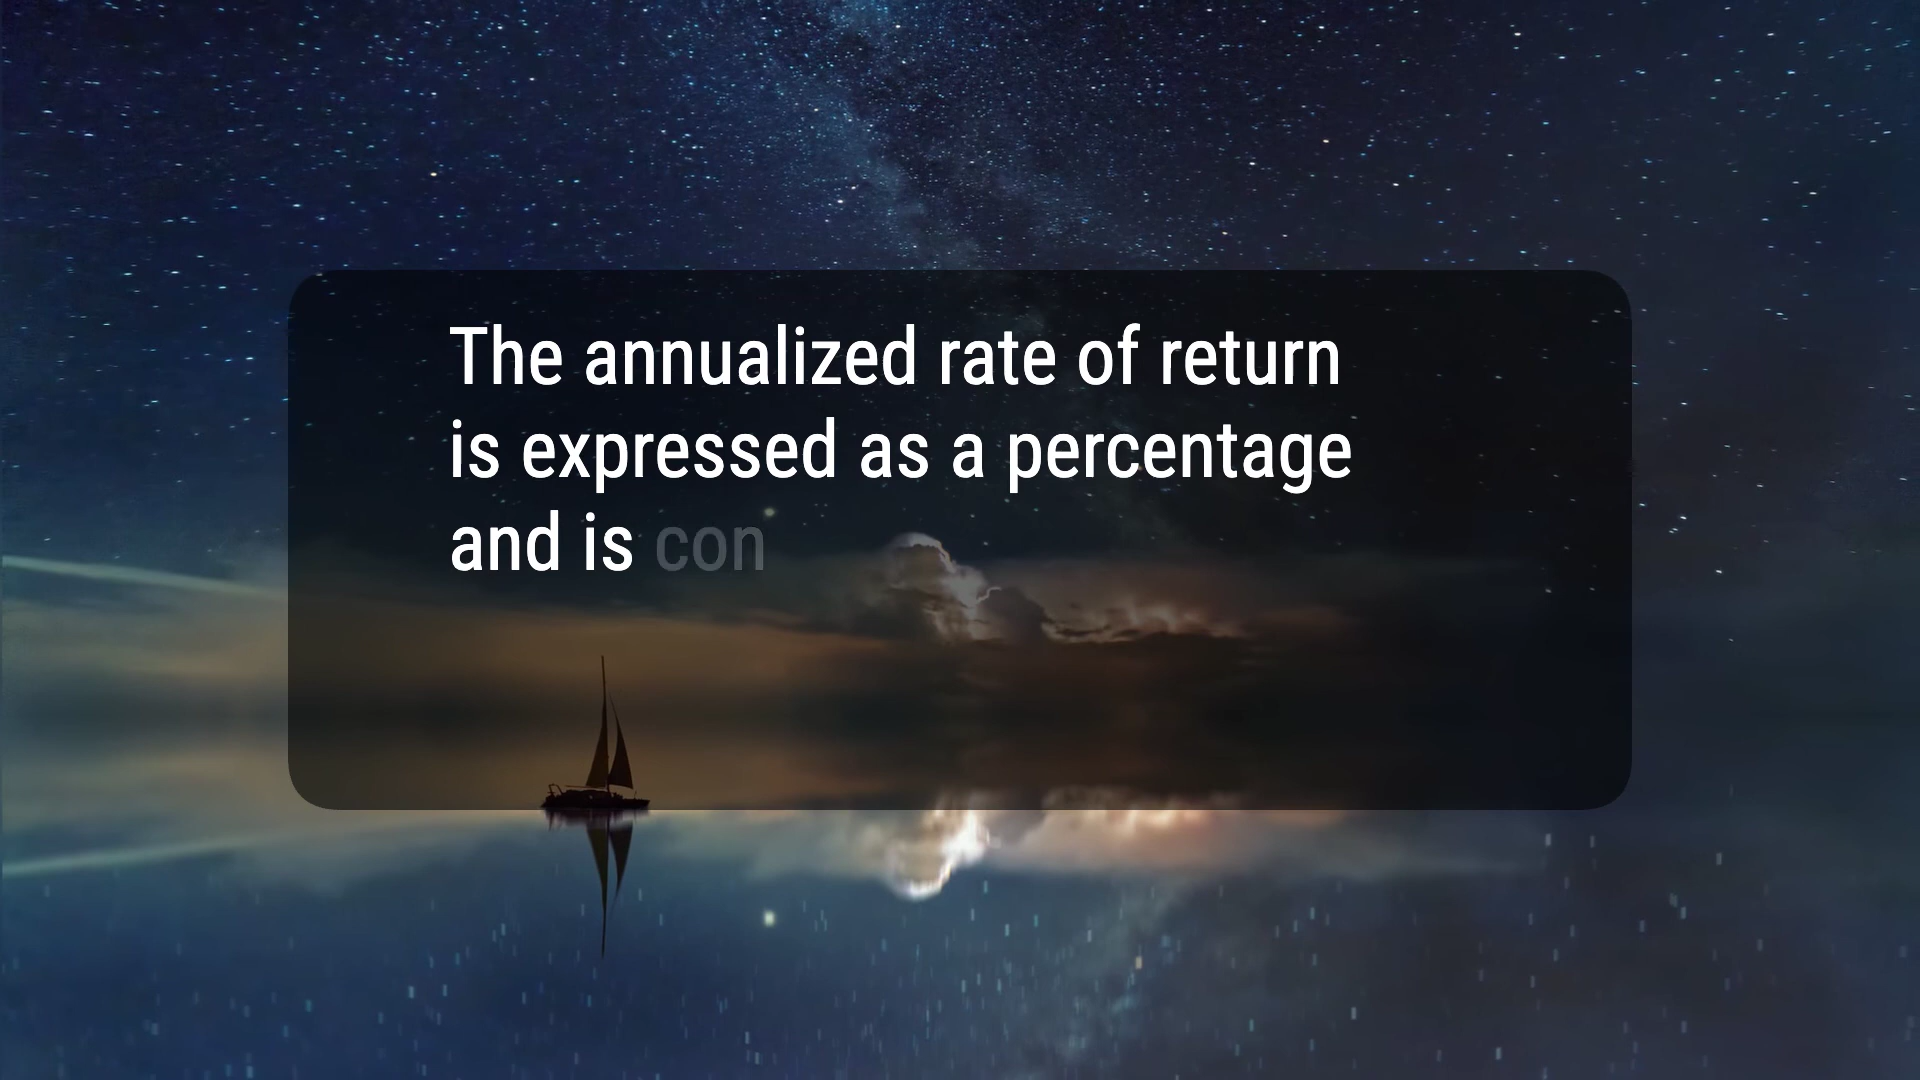 The annualized rate of return
is expressed as a percentage
and is con